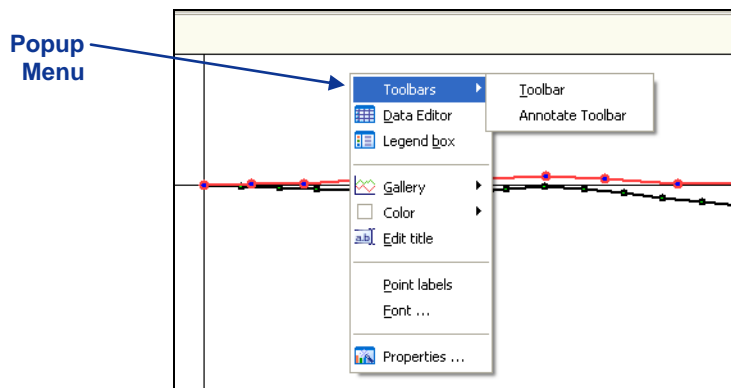 Popup
Menu
Toolbars
Toolbar
Data Editor
Annotate Toolbar
Legend box
Gallery
Color
a.b
Edit title
Point labels
Font ...
Properties ...